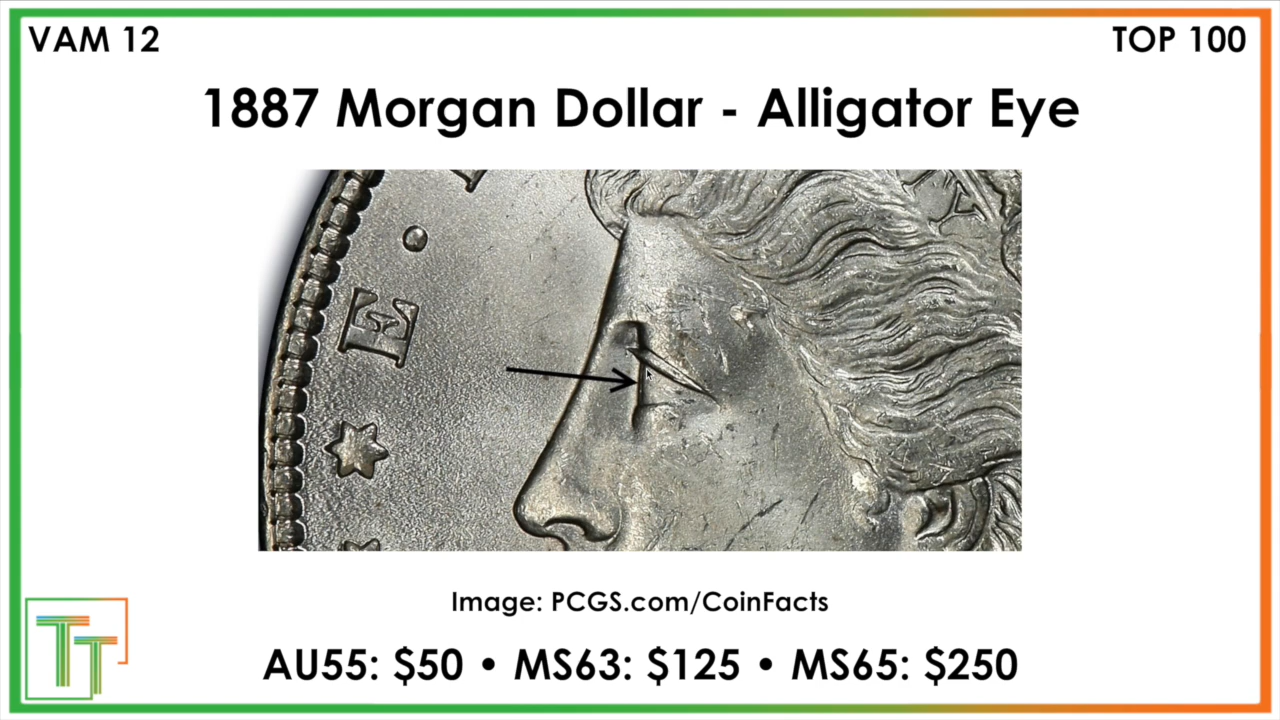 VAM 12
TOP 100
1887 Morgan Dollar - Alligator Eye
E
Image: PCGS.com/CoinFacts
AU55: $50 • MS63: $125 • MS65: $250
TT